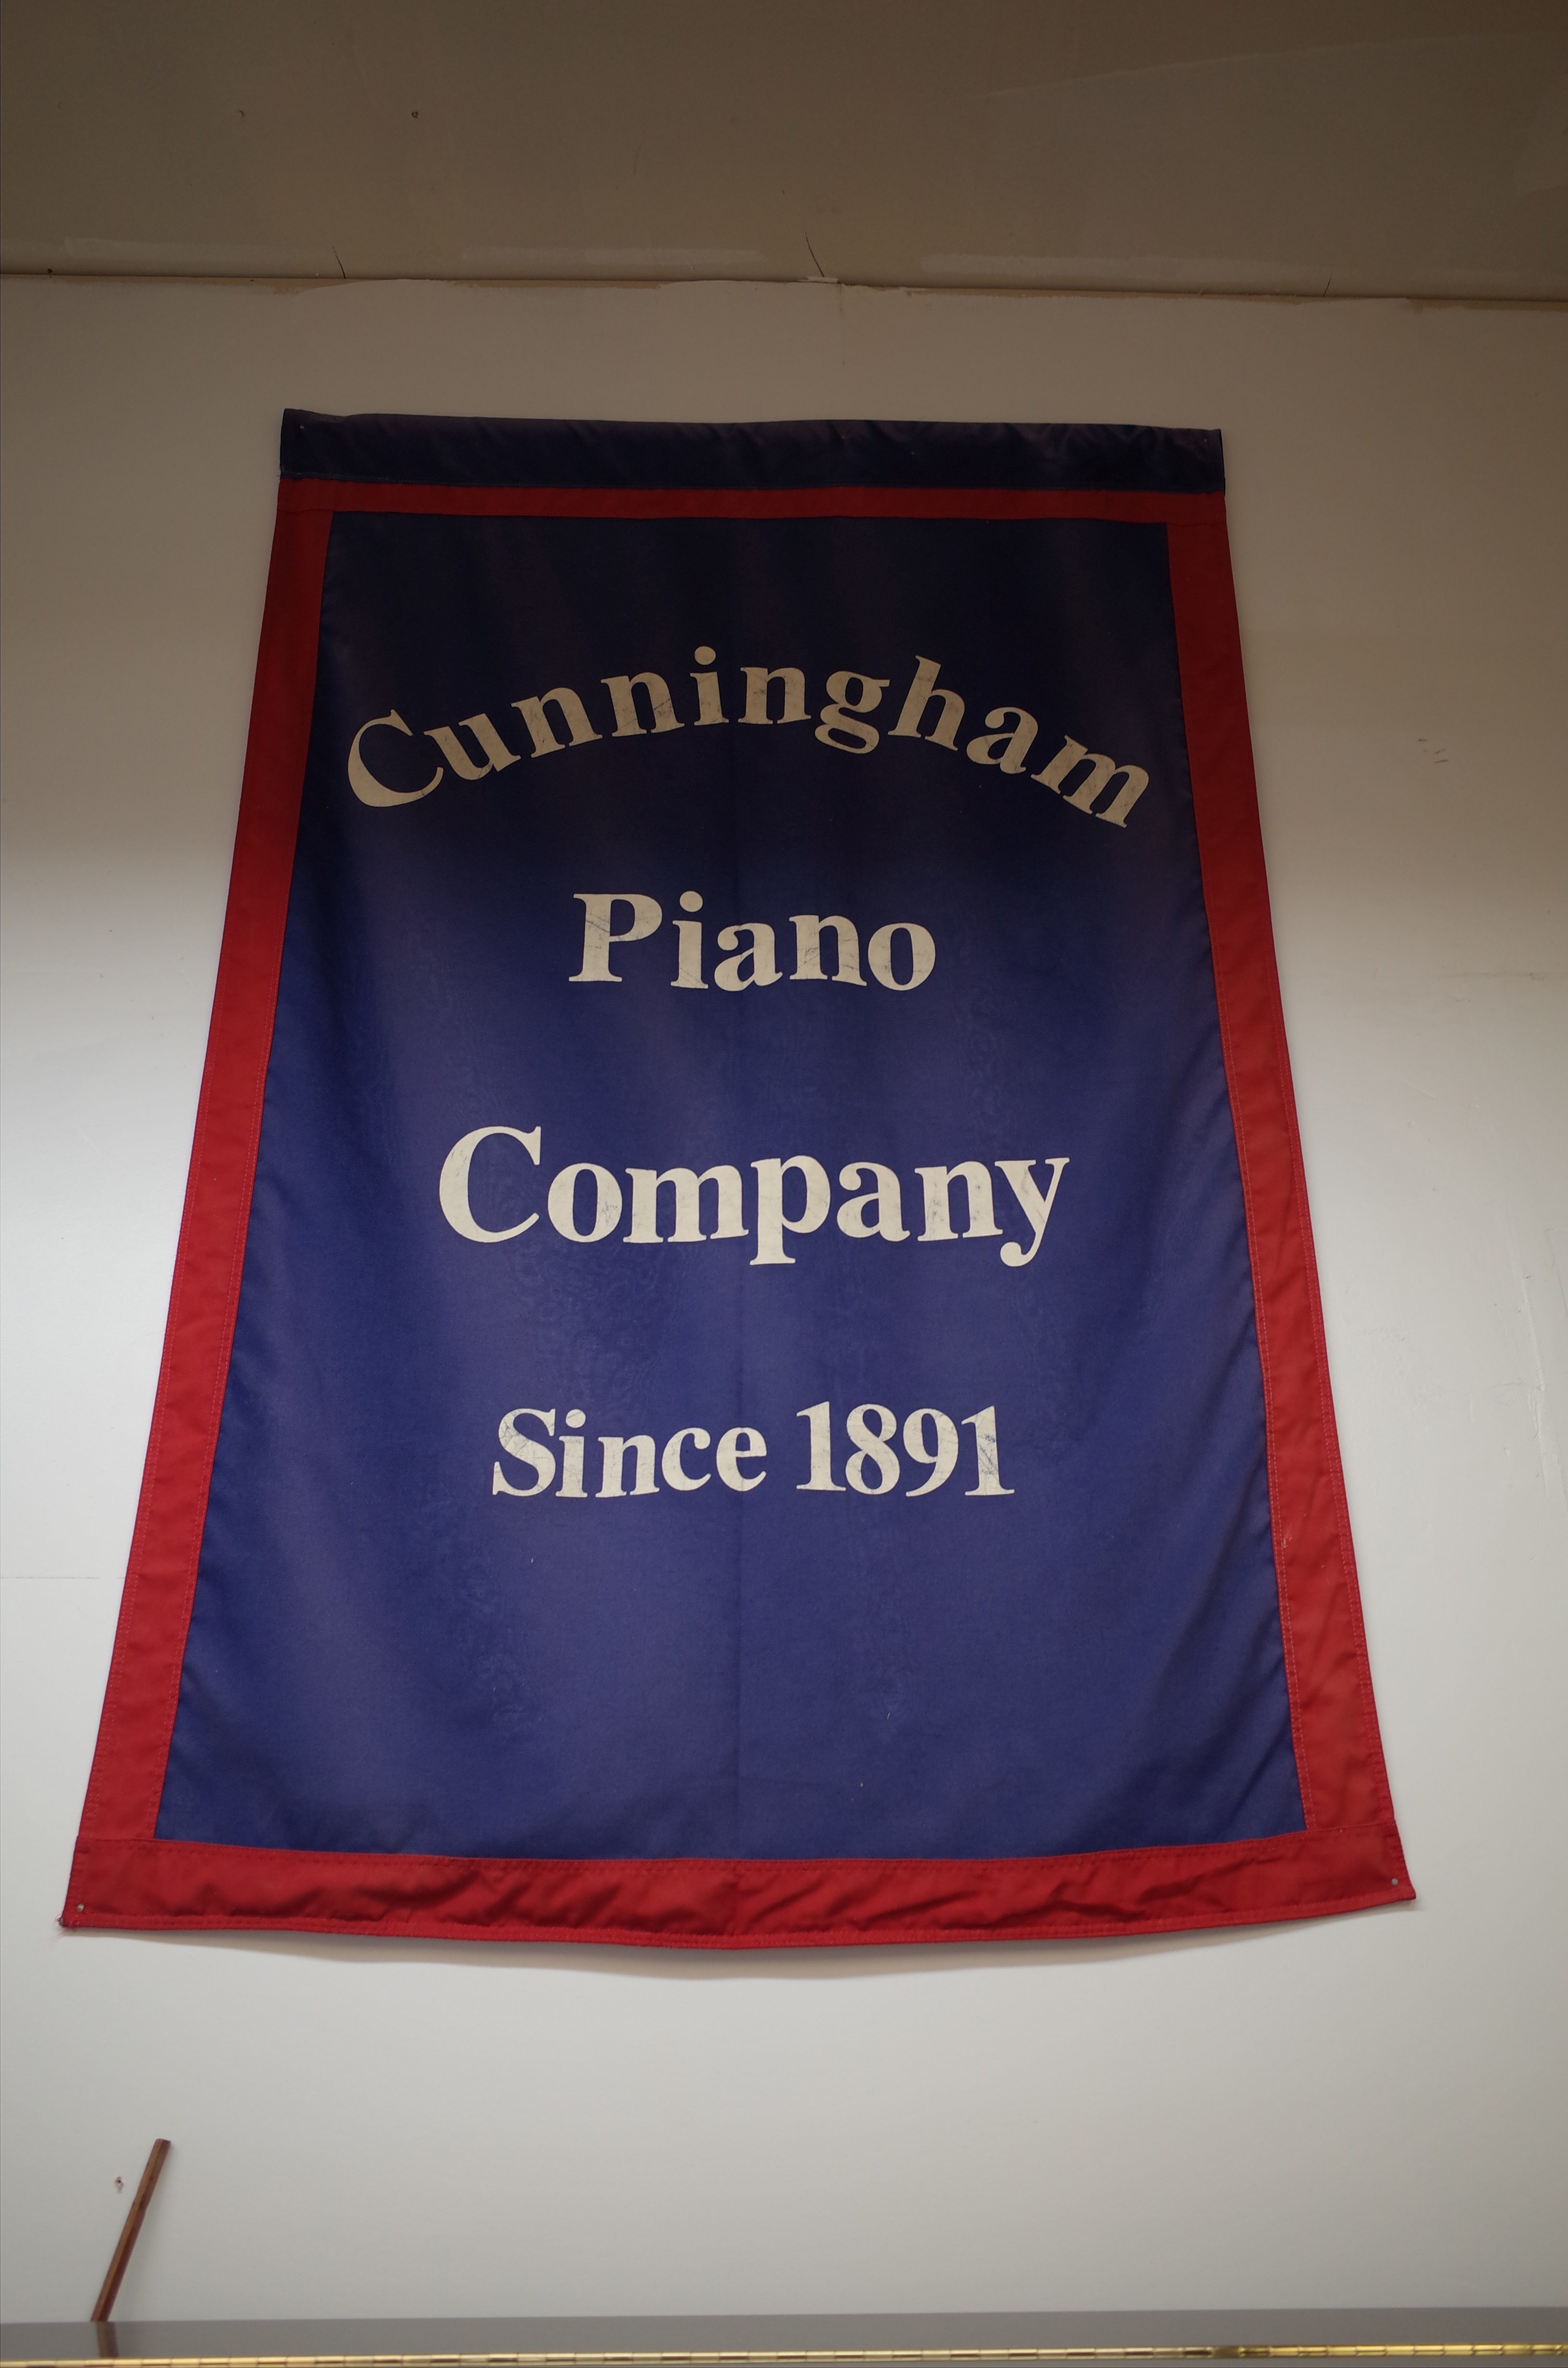 Cunningham
Piano
Company
Since 1891